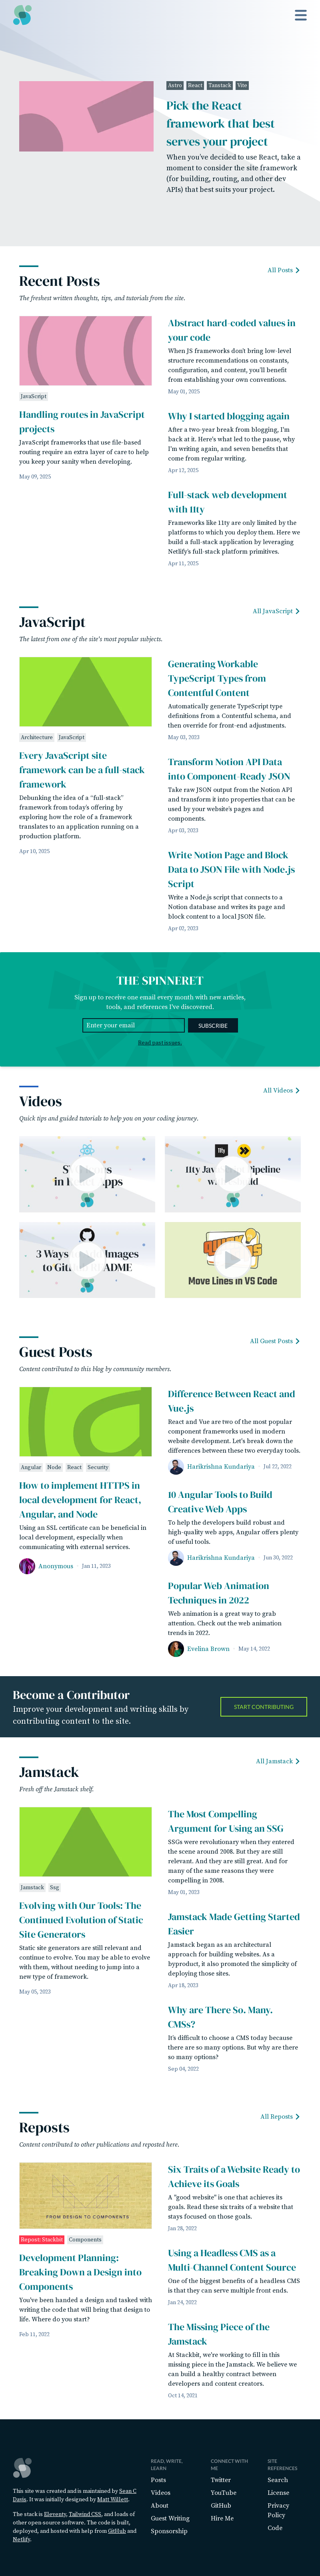 Astro React Tanstack Vite
Pick the React
framework that best
serves your project
When you've decided to use React, take a
moment to consider the site framework
(for building, routing, and other dev
APIs) that best suits your project.
All Posts
Recent Posts
The freshest written thoughts, tips, and tutorials from the site.
JavaScript
Handling routes in JavaScript
projects
JavaScript frameworks that use file-based
routing require an extra layer of care to help
you keep your sanity when developing.
May 09, 2025
Abstract hard-coded values in
your code
When JS frameworks don't bring low-level
structure recommendations on constants,
configuration, and content, you'll benefit
from establishing your own conventions.
May 01, 2025
Why I started blogging again
After a two-year break from blogging, I'm
back at it. Here's what led to the pause, why
I'm writing again, and seven benefits that
come from regular writing.
Apr 12, 2025
Full-stack web development
with 11ty
Frameworks like 11ty are only limited by the
platforms to which you deploy them. Here we
build a full-stack application by leveraging
Netlify's full-stack platform primitives.
Apr 11, 2025
All JavaScript
JavaScript
The latest from one of the site's most popular subjects.
Architecture JavaScript
Every JavaScript site
framework can be a full-stack
framework
Debunking the idea of a "full-stack"
framework from today's offering by
exploring how the role of a framework
translates to an application running on a
production platform.
Apr 10, 2025
Generating Workable
TypeScript Types from
Contentful Content
Automatically generate TypeScript type
definitions from a Contentful schema, and
then override for front-end adjustments.
May 03, 2023
Transform Notion API Data
into Component-Ready JSON
Take raw JSON output from the Notion API
and transform it into properties that can be
used by your website's pages and
components.
Apr 03, 2023
Write Notion Page and Block
Data to JSON File with Node.js
Script
Write a Node.js script that connects to a
Notion database and writes its page and
block content to a local JSON file.
Apr 02, 2023
THE SPINNERET
Sign up to receive one email every month with new articles,
tools, and references I've discovered.
Enter your email
SUBSCRIBE
Read past issues.
All Videos
Videos
Quick tips and guided tutorials to help you on your coding journey.
in
pps
11ty
11ty Jav
ipeline
w
ld
3 Ways
Images
to Git
DME
Move Lines in VS Code
All Guest Posts
Guest Posts
Content contributed to this blog by community members.
Angular Node React Security
How to implement HTTPS in
local development for React,
Angular, and Node
Using an SSL certificate can be beneficial in
local development, especially when
communicating with external services.
Anonymous · Jan 11, 2023
Difference Between React and
Vue.js
React and Vue are two of the most popular
component frameworks used in modern
website development. Let's break down the
differences between these two everyday tools.
Harikrishna Kundariya · Jul 22, 2022
10 Angular Tools to Build
Creative Web Apps
To help the developers build robust and
high-quality web apps, Angular offers plenty
of useful tools.
Harikrishna Kundariya · Jun 30, 2022
Popular Web Animation
Techniques in 2022
Web animation is a great way to grab
attention. Check out the web animation
trends in 2022.
Evelina Brown · May 14, 2022
Become a Contributor
Improve your development and writing skills by
contributing content to the site.
START CONTRIBUTING
All Jamstack
Jamstack
Fresh off the Jamstack shelf.
Jamstack Ssg
Evolving with Our Tools: The
Continued Evolution of Static
Site Generators
Static site generators are still relevant and
continue to evolve. You may be able to evolve
with them, without needing to jump into a
new type of framework.
May 05, 2023
The Most Compelling
Argument for Using an SSG
SSGs were revolutionary when they entered
the scene around 2008. But they are still
relevant. And they are still great. And for
many of the same reasons they were
compelling in 2008.
May 01, 2023
Jamstack Made Getting Started
Easier
Jamstack began as an architectural
approach for building websites. As a
byproduct, it also promoted the simplicity of
deploying those sites.
Apr 18, 2023
Why are There So. Many.
CMSs?
It's difficult to choose a CMS today because
there are so many options. But why are there
so many options?
Sep 04, 2022
All Reposts
Reposts
Content contributed to other publications and reposted here.
FROM DESIGN TO COMPONENTS
Repost: Stackbit Components
Development Planning:
Breaking Down a Design into
Components
You've been handed a design and tasked with
writing the code that will bring that design to
life. Where do you start?
Feb 11, 2022
Six Traits of a Website Ready to
Achieve its Goals
A "good website" is one that achieves its
goals. Read these six traits of a website that
stays focused on those goals.
Jan 28, 2022
Using a Headless CMS as a
Multi-Channel Content Source
One of the biggest benefits of a headless CMS
is that they can serve multiple front ends.
Jan 24, 2022
The Missing Piece of the
Jamstack
At Stackbit, we're working to fill in this
missing piece in the Jamstack. We believe we
can build a healthy contract between
developers and content creators.
Oct 14, 2021
This site was created and is maintained by Sean C
Davis. It was initially designed by Matt Willett.
The stack is Eleventy, Tailwind CSS, and loads of
other open source software. The code is built,
deployed, and hosted with help from GitHub and
Netlify.
READ, WRITE,
LEARN
Posts
Videos
About
Guest Writing
Sponsorship
CONNECT WITH
ME
Twitter
YouTube
GitHub
Hire Me
SITE
REFERENCES
Search
License
Privacy
Policy
Code